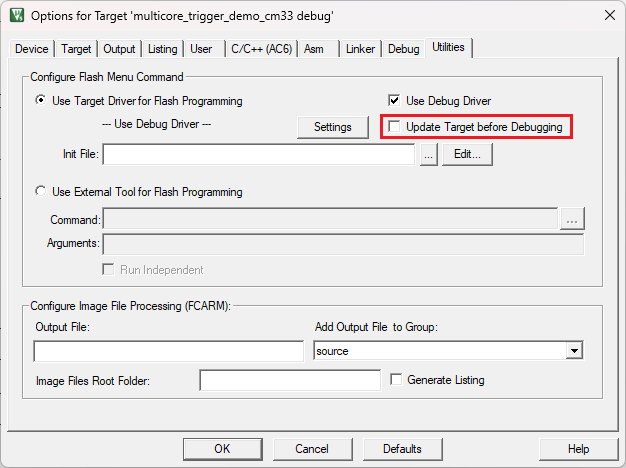 Options for Target 'multicore_trigger_demo_cm33 debug'
Device Target Output Listing User C/C++ (AC6) Asm Linker Debug Utilities
Configure Flash Menu Command
Use Target Driver for Flash Programming Use Debug Driver
--- Use Debug Driver --- Settings Update Target before Debugging
Init File: ... Edit...
Use External Tool for Flash Programming
Command: ...
Arguments:
Run Independent
Configure Image File Processing (FCARM):
Output File: Add Output File to Group:
source
Image Files Root Folder: Generate Listing
OK Cancel Defaults Help